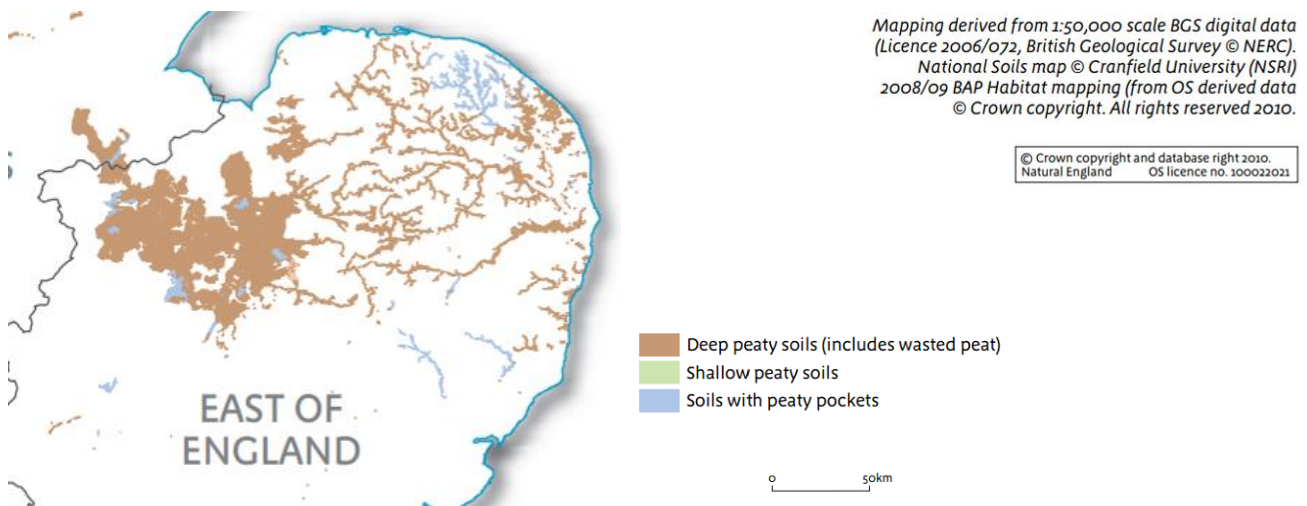 Mapping derived from 1:50,000 scale BGS digital data
(Licence 2006/072, British Geological Survey © NERC).
National Soils map © Cranfield University (NSRI)
2008/09 BAP Habitat mapping (from OS derived data
© Crown copyright. All rights reserved 2010.
© Crown copyright and database right 2010.
Natural England OS licence no. 100022021
Deep peaty soils (includes wasted peat)
Shallow peaty soils
Soils with peaty pockets
EAST OF
ENGLAND
0 50km